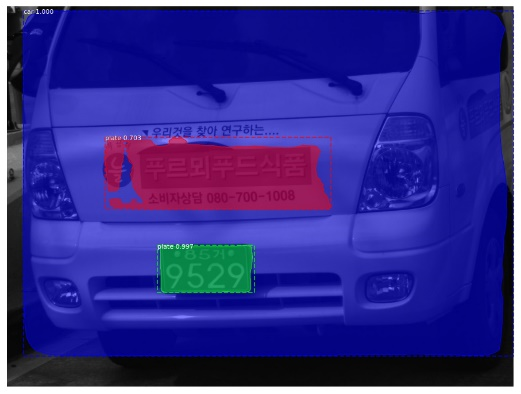 car 1.000
우리것을 찾아 연구하는....
plate 0.703
푸르뫼푸드식품
소비자상담 080-700-1008
plate 0.997
9529